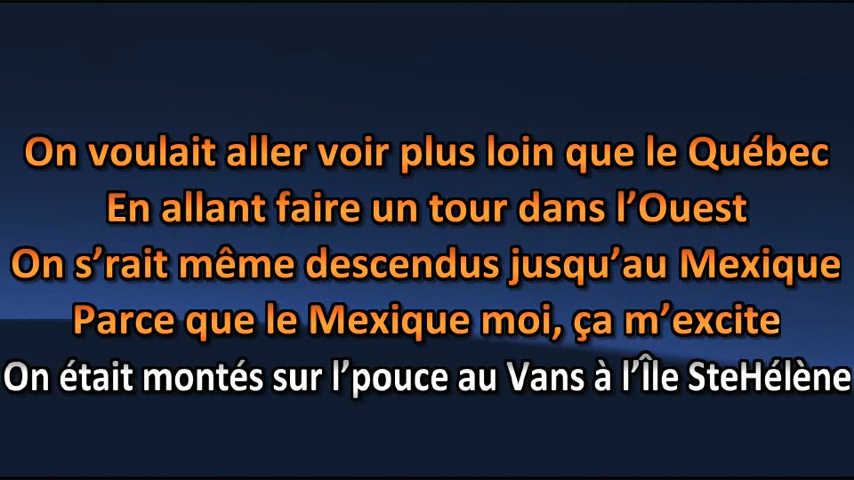 On voulait aller voir plus loin que le Québec
En allant faire un tour dans l’Ouest
On s’rait même descendus jusqu’au Mexique
Parce que le Mexique moi, ça m’excite
On était montés sur l’pouce au Vans à l’Île SteHélène